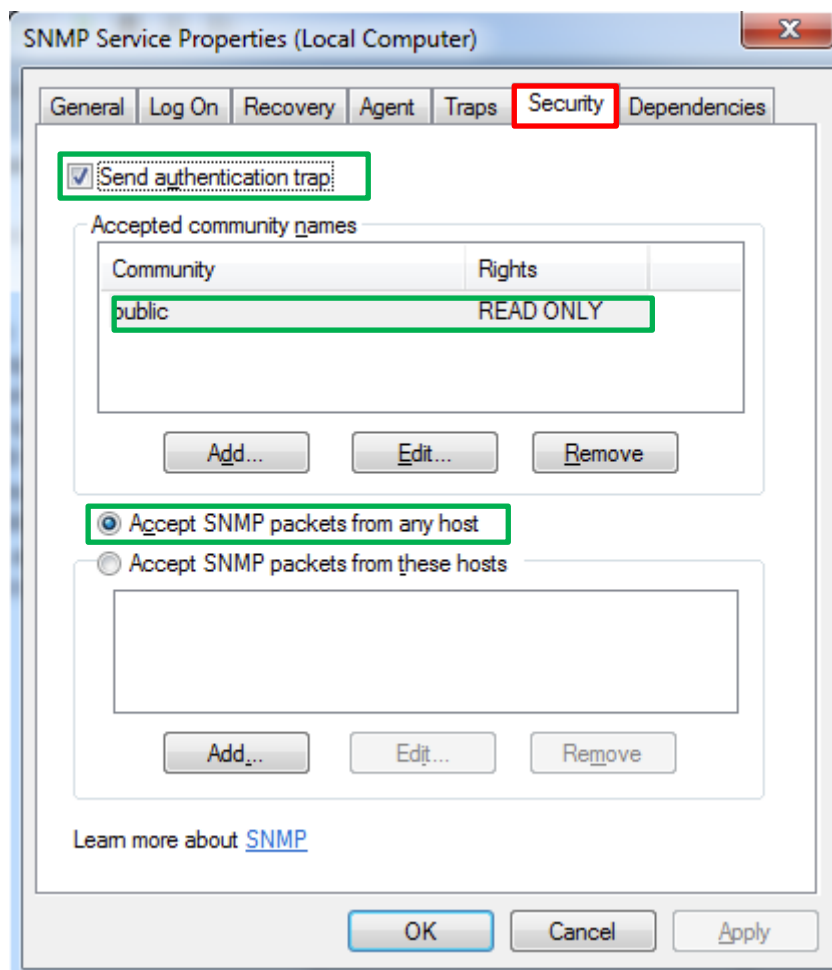 SNMP Service Properties (Local Computer)
General Log On Recovery Agent Traps Security Dependencies
Send authentication trap
Accepted community names
Community Rights
public READ ONLY
Add... Edit... Remove
Accept SNMP packets from any host
Accept SNMP packets from these hosts
Add... Edit... Remove
Learn more about SNMP
OK Cancel Apply